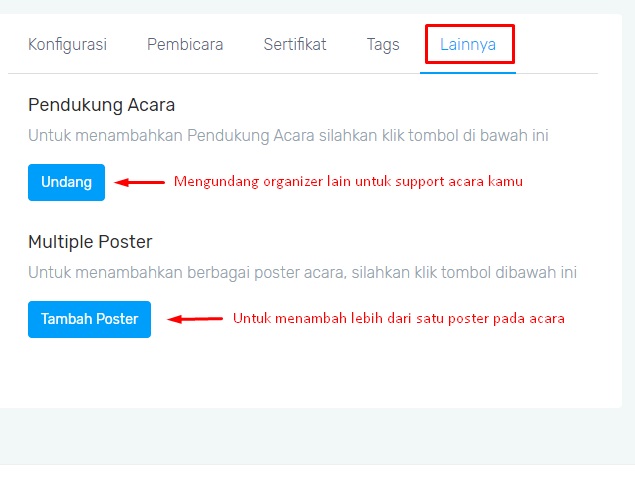 Konfigurasi Pembicara Sertifikat Tags Lainnya
Pendukung Acara
Untuk menambahkan Pendukung Acara silahkan klik tombol di bawah ini
Undang Mengundang organizer lain untuk support acara kamu
Multiple Poster
Untuk menambahkan berbagai poster acara, silahkan klik tombol dibawah ini
Tambah Poster Untuk menambah lebih dari satu poster pada acara